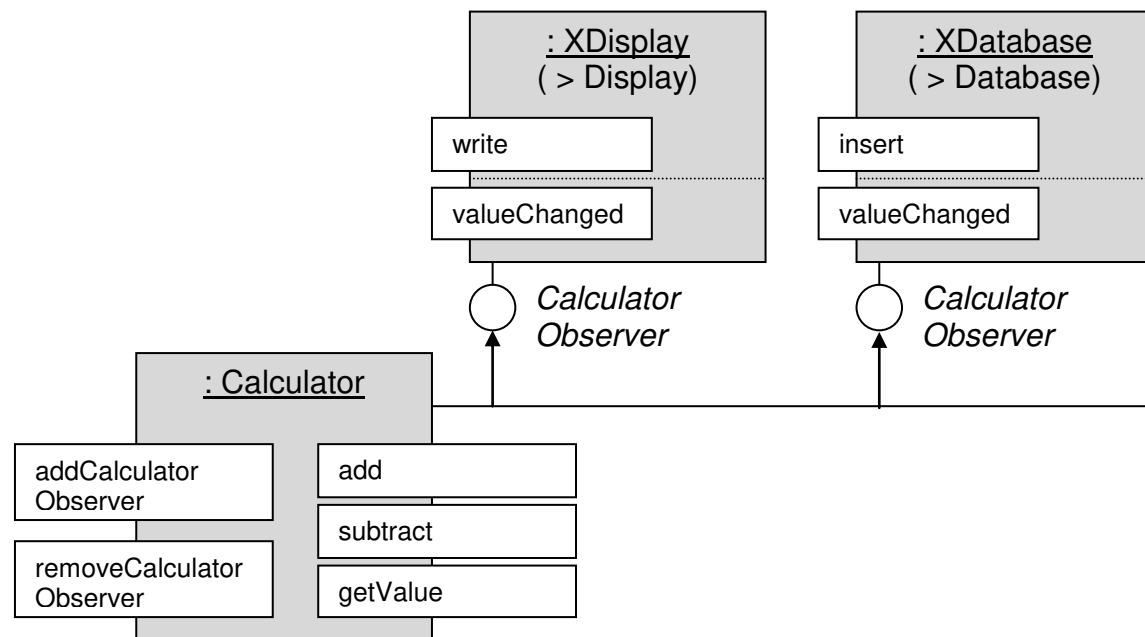 : XDisplay
( > Display)
write
valueChanged
Calculator
Observer
: XDatabase
( > Database)
insert
valueChanged
Calculator
Observer
: Calculator
addCalculator
Observer
removeCalculator
Observer
add
subtract
getValue